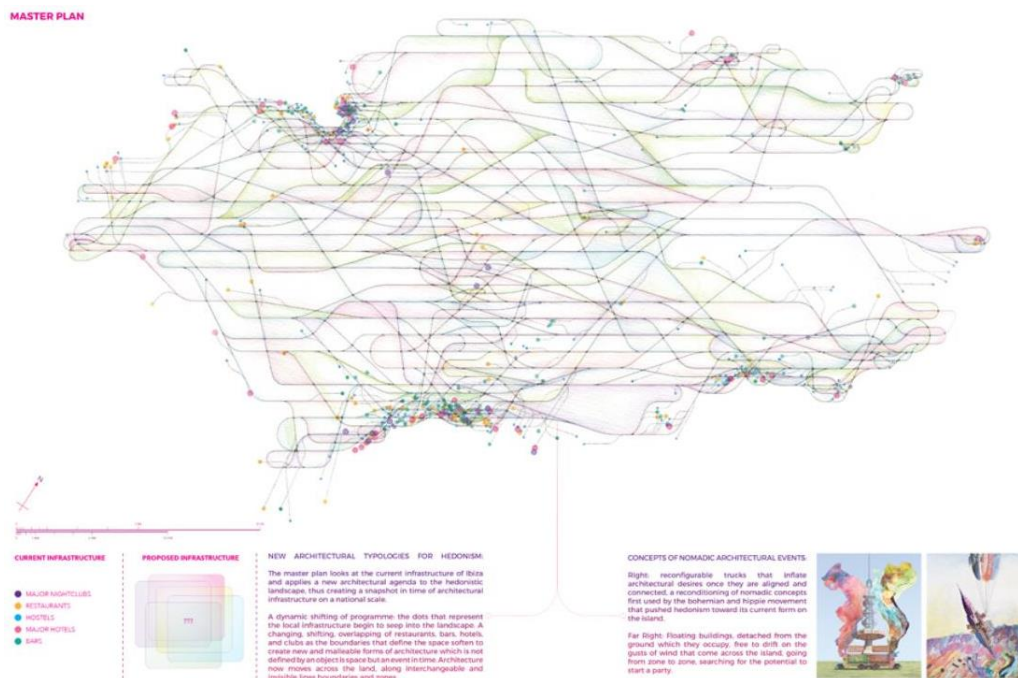 MASTER PLAN
N
CURRENT INFRASTRUCTURE
MAJOR NIGHTCLUBS
RESTAURANTS
HOSTELS
MAJOR HOTELS
BARS
PROPOSED INFRASTRUCTURE
???
NEW ARCHITECTURAL TYPOLOGIES FOR HEDONISM:
The master plan looks at the current infrastructure of Ibiza
and applies a new architectural agenda to the hedonistic
landscape, thus creating a snapshot in time of architectural
infrastructure on a national scale.
A dynamic shifting of programme: the dots that represent
the local infrastructure begin to seep into the landscape. A
changing, shifting, overlapping of restaurants, bars, hotels,
and clubs as the boundaries that define the space soften to
create new and malleable forms of architecture which is not
defined by an object is space but an event in time. Architecture
now moves across the land, along interchangeable and
invisible lines boundaries and zones.
CONCEPTS OF NOMADIC ARCHITECTURAL EVENTS:
Right: reconfigurable trucks that inflate
architectural desires once they are aligned and
connected, a reconditioning of nomadic concepts
first used by the bohemian and hippie movement
that pushed hedonism toward its current form on
the island.
Far Right: Floating buildings, detached from the
ground which they occupy, free to drift on the
gusts of wind that come across the island, going
from zone to zone, searching for the potential to
start a party.